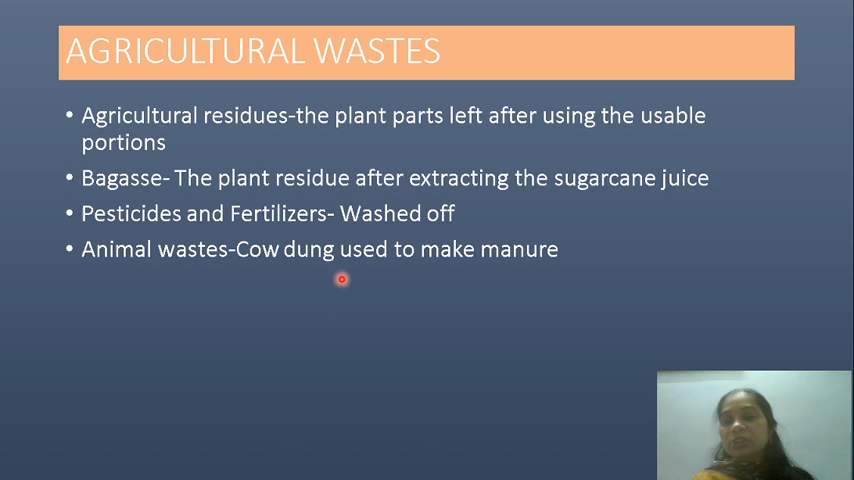 AGRICULTURAL WASTES
• Agricultural residues-the plant parts left after using the usable
portions
• Bagasse- The plant residue after extracting the sugarcane juice
• Pesticides and Fertilizers- Washed off
• Animal wastes-Cow dung used to make manure